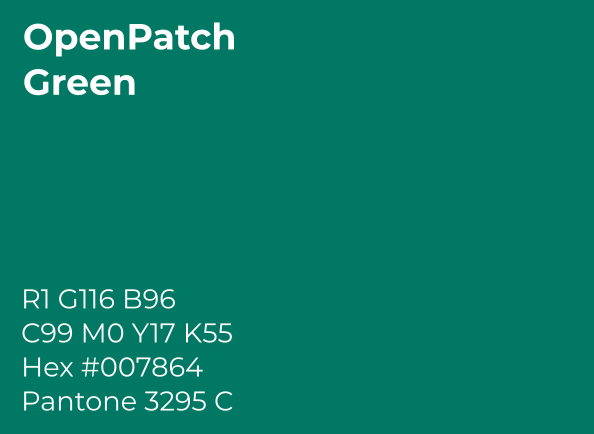 OpenPatch
Green
R1 G116 B96
C99 M0 Y17 K55
Hex #007864
Pantone 3295 C